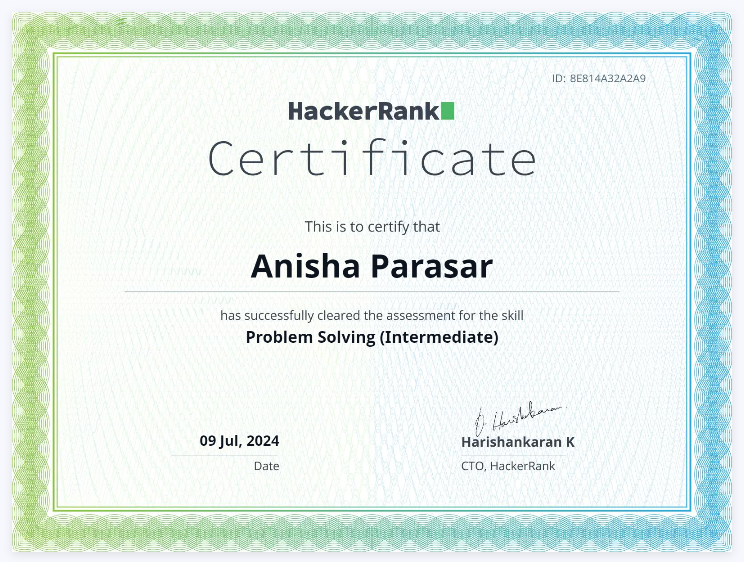 ID: 8E814A32A2A9
HackerRank
Certificate
This is to certify that
Anisha Parasar
has successfully cleared the assessment for the skill
Problem Solving (Intermediate)
09 Jul, 2024
Date
Harishankaran K
CTO, HackerRank